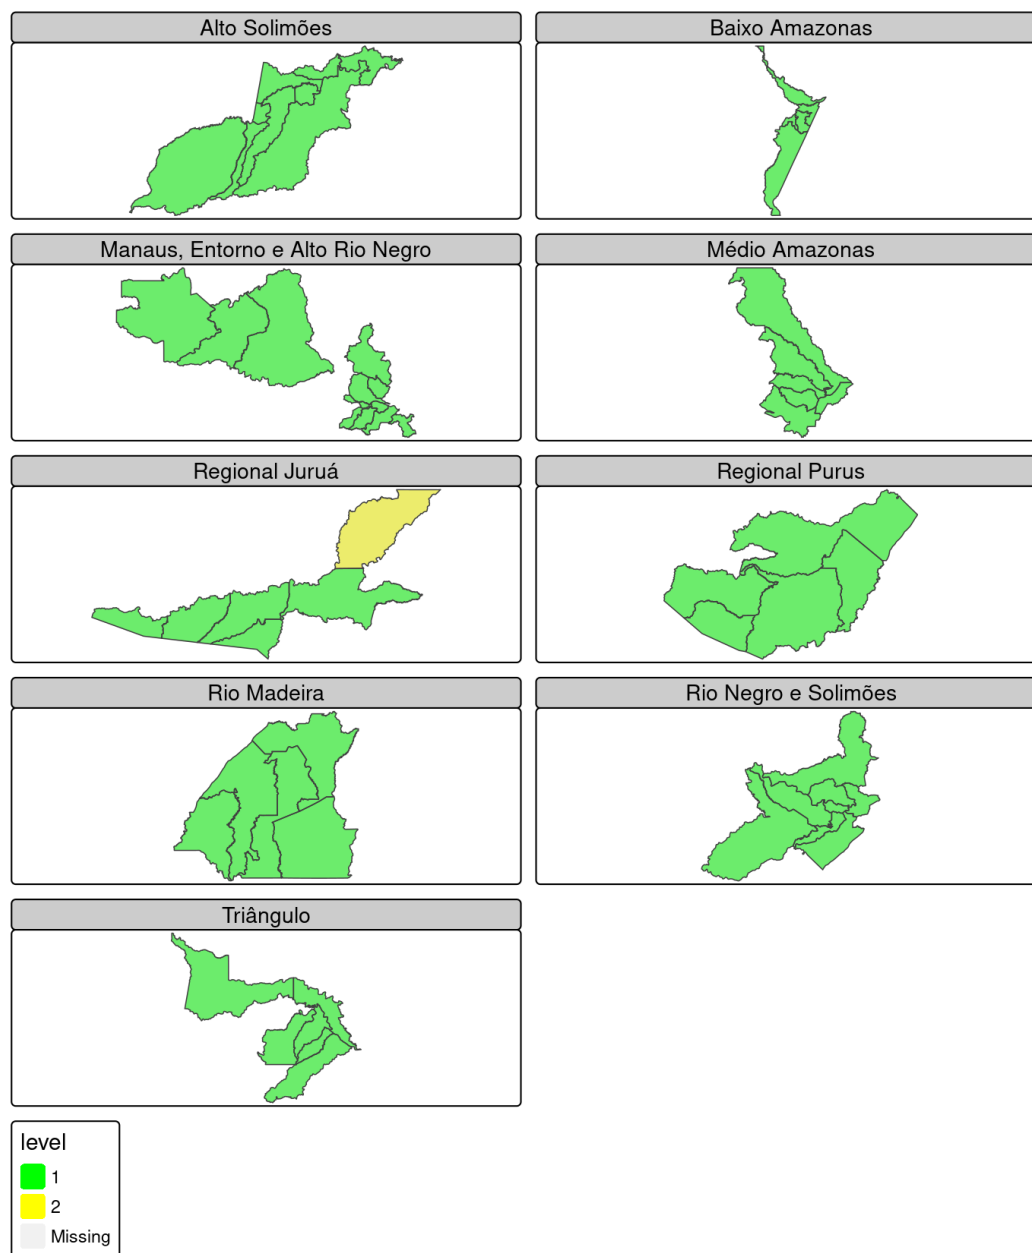 Alto Solimões
Baixo Amazonas
Manaus, Entorno e Alto Rio Negro
Médio Amazonas
Regional Juruá
Regional Purus
Rio Madeira
Rio Negro e Solimões
Triângulo
level
1
2
Missing